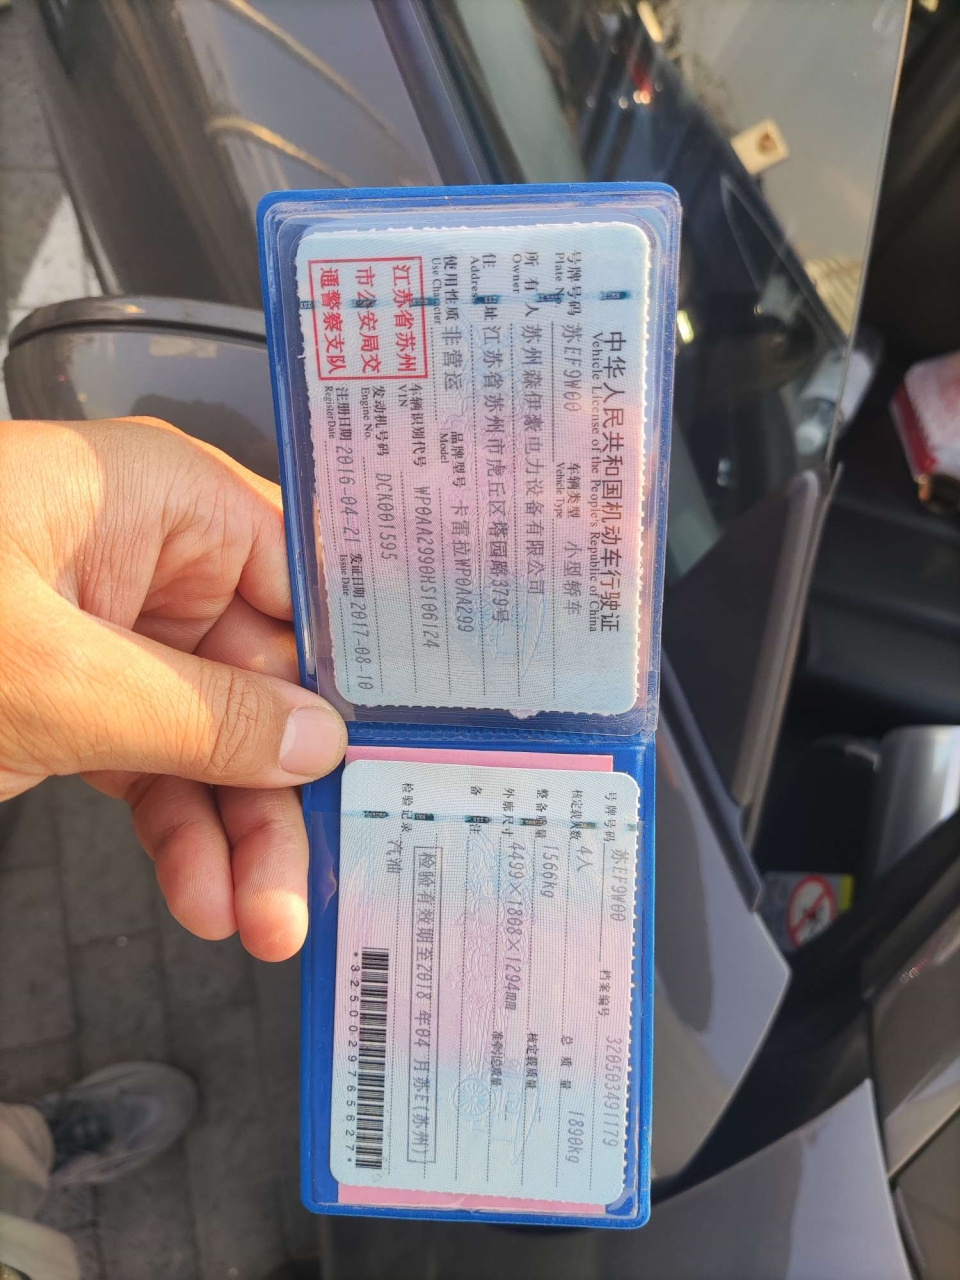 中华人民共和国机动车行驶证
Vehicle License of the People's Republic of China
号牌号码 苏EF9W00 车辆类型 小型轿车
Plate No. Vehicle Type
所有人 苏州森伊豪电力设备有限公司
Owner
住址 江苏省苏州市虎丘区塔园路379号
Address
使用性质 非营运 品牌型号 卡雷拉WP0AA299
Use Character Model
江苏省苏州
市公安局交
通警察支队
车辆识别代号 WP0AA2990HS106124
VIN
发动机号码 DCK001595
Engine No.
注册日期 2016-04-21 发证日期 2017-08-10
Register Date Issue Date
号牌号码 苏EF9W00 档案编号 320503491179
核定载人数 4人 总质量 1890kg
整备质量 1566kg 核定载质量
外廓尺寸 4499×1808×1294mm 准牵引总质量
备注
检验有效期至2018年04月苏E(苏州)
检验记录 汽油
*3250029765627*